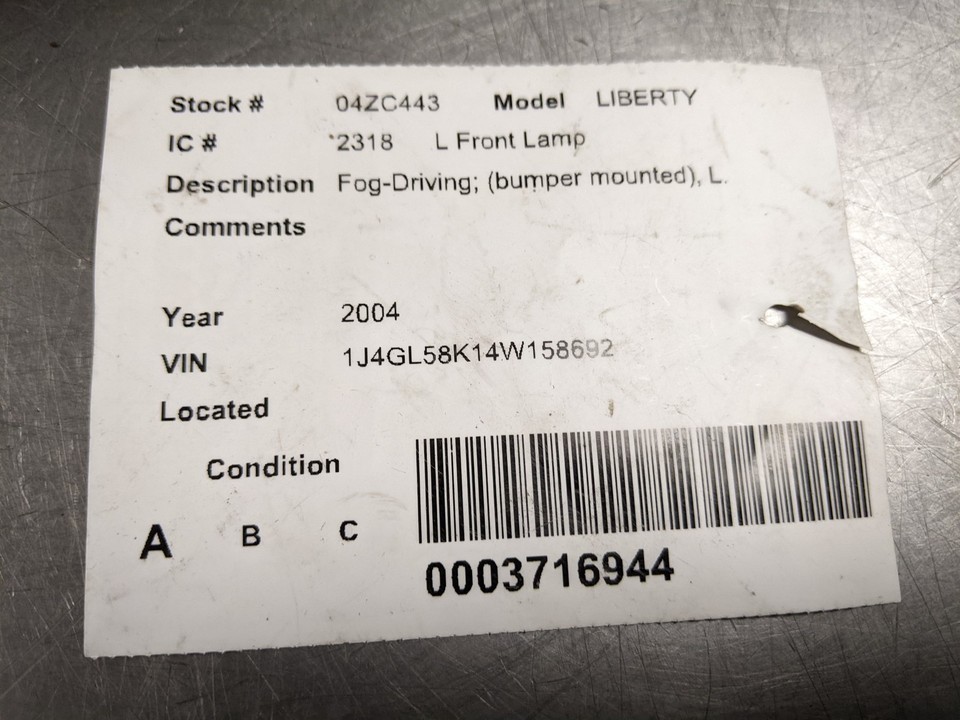 Stock # 04ZC443 Model LIBERTY
IC # 2318 L Front Lamp
Description Fog-Driving; (bumper mounted), L.
Comments
Year 2004
VIN 1J4GL58K14W158692
Located
Condition
A B C
0003716944